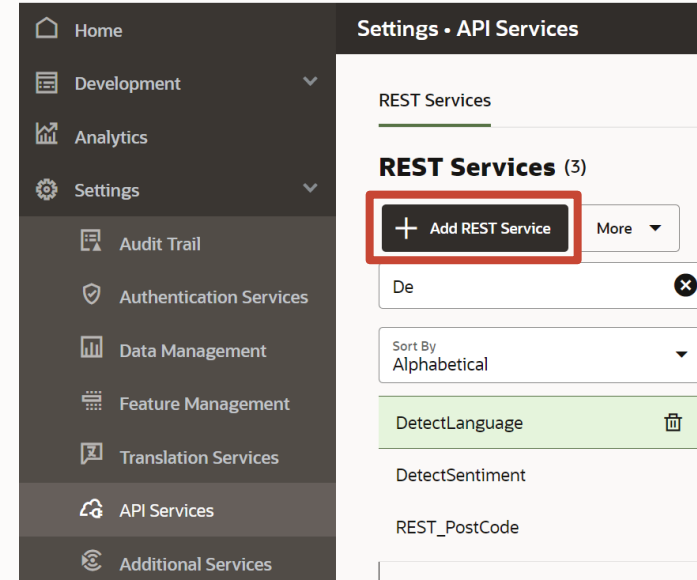 Home
Development
Analytics
Settings
Audit Trail
Authentication Services
Data Management
Feature Management
Translation Services
API Services
Additional Services
Settings • API Services
REST Services
REST Services (3)
Add REST Service
More
De
Sort By
Alphabetical
DetectLanguage
DetectSentiment
REST_PostCode